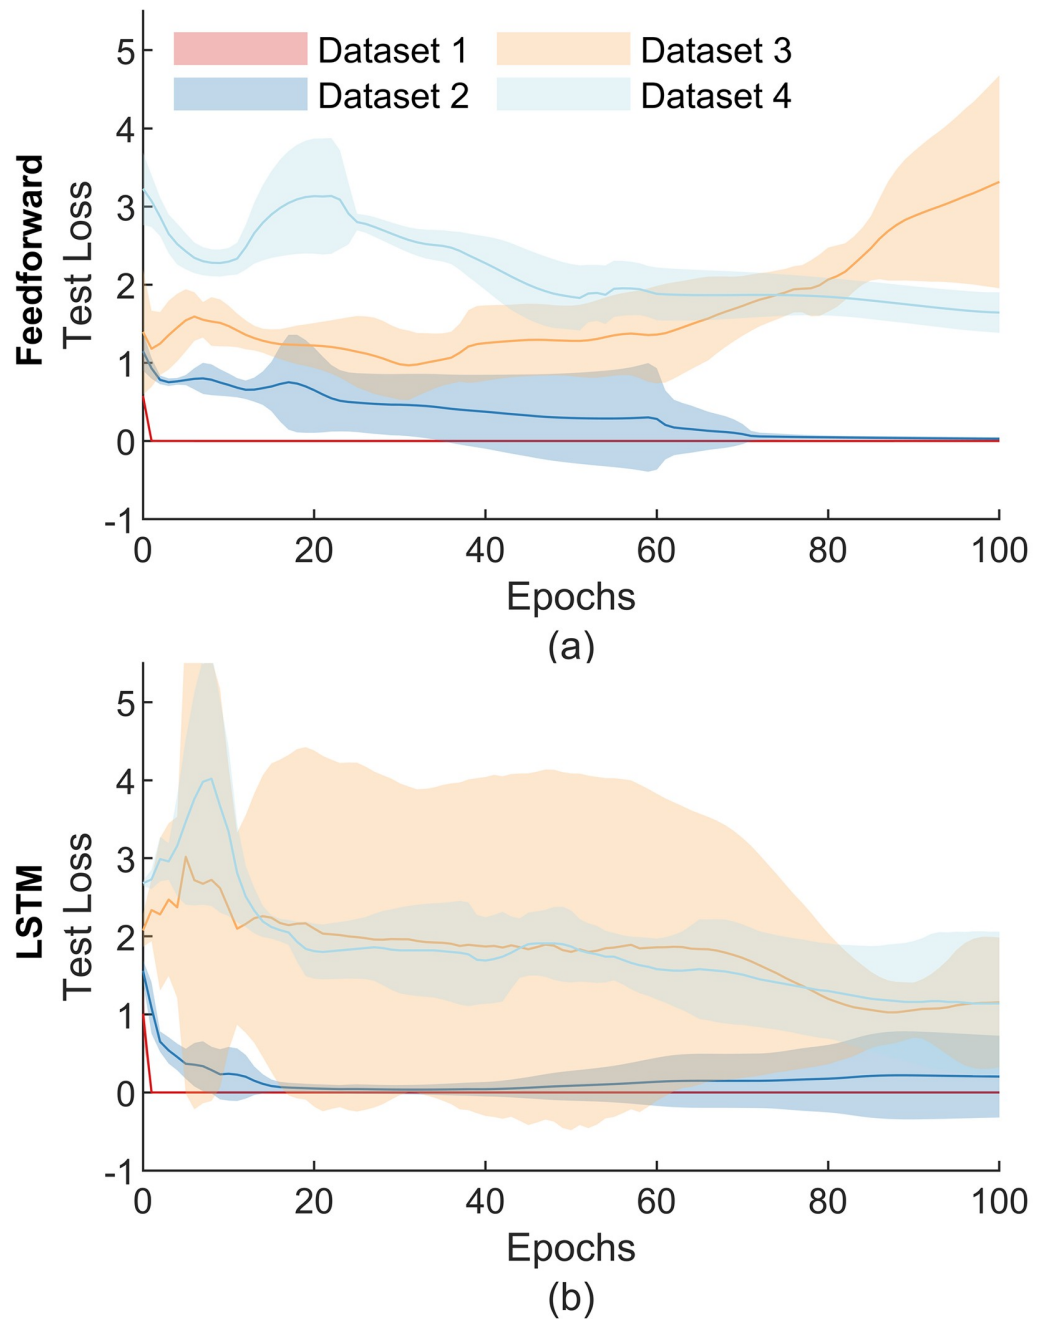 5
4
3
2
1
0
-1
Dataset 1
Dataset 3
Dataset 2
Dataset 4
Feedforward
Test Loss
0 20 40 60 80 100
Epochs
(a)
5
4
3
2
1
0
-1
LSTM
Test Loss
0 20 40 60 80 100
Epochs
(b)